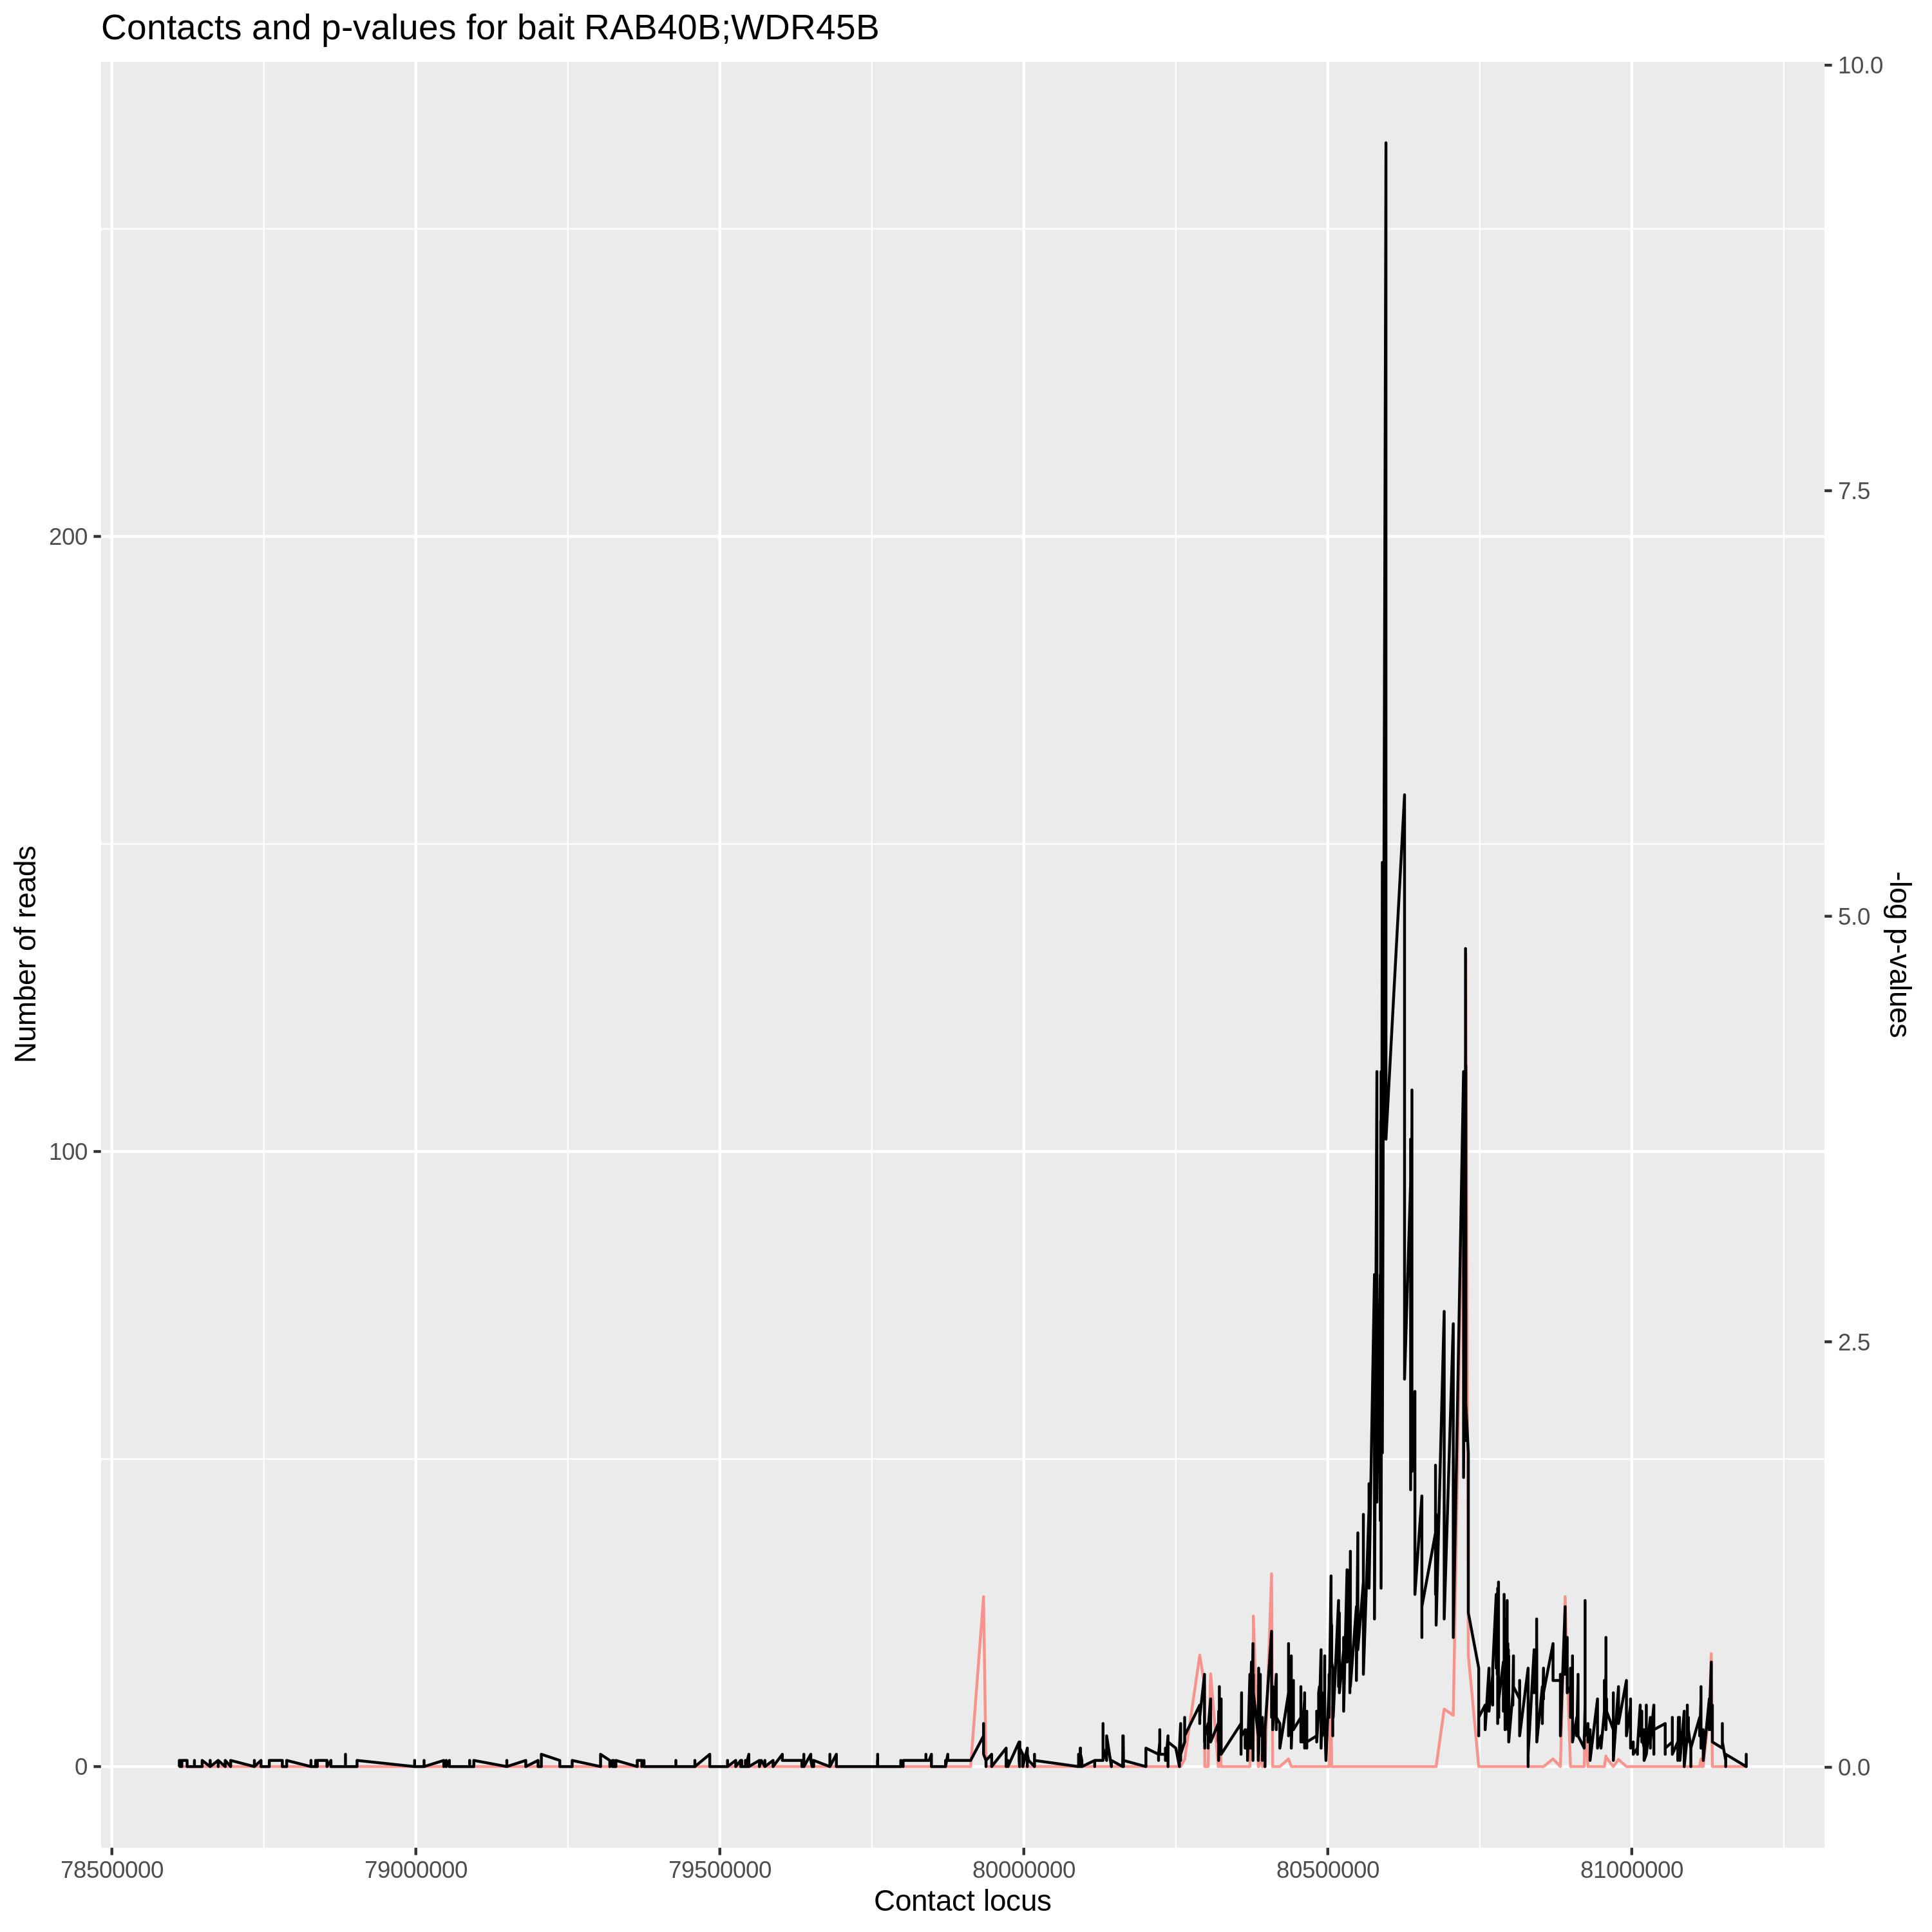 Contacts and p-values for bait RAB40B;WDR45B
Number of reads
200
100
0
10.0
7.5
5.0
2.5
0.0
-log p-values
78500000 79000000 79500000 80000000 80500000 81000000
Contact locus